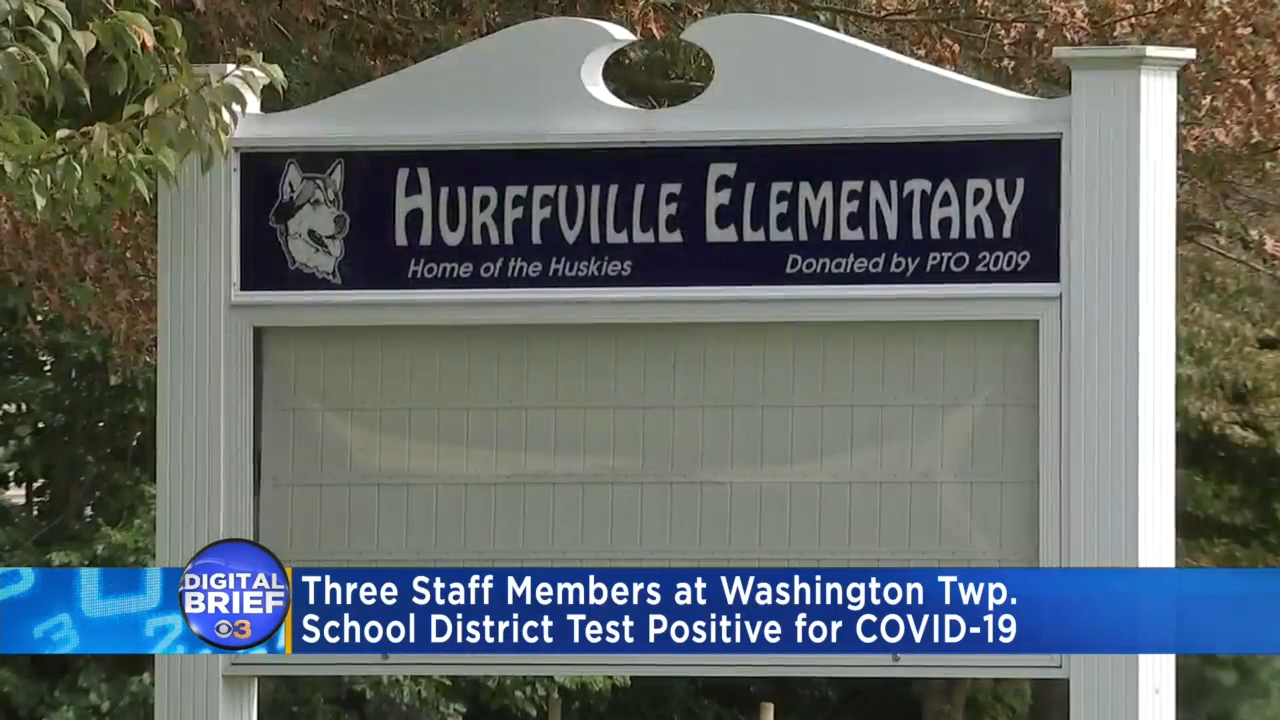 HURFFVILLE ELEMENTARY
Home of the Huskies
Donated by PTO 2009
DIGITAL
BRIEF
3
Three Staff Members at Washington Twp.
School District Test Positive for COVID-19